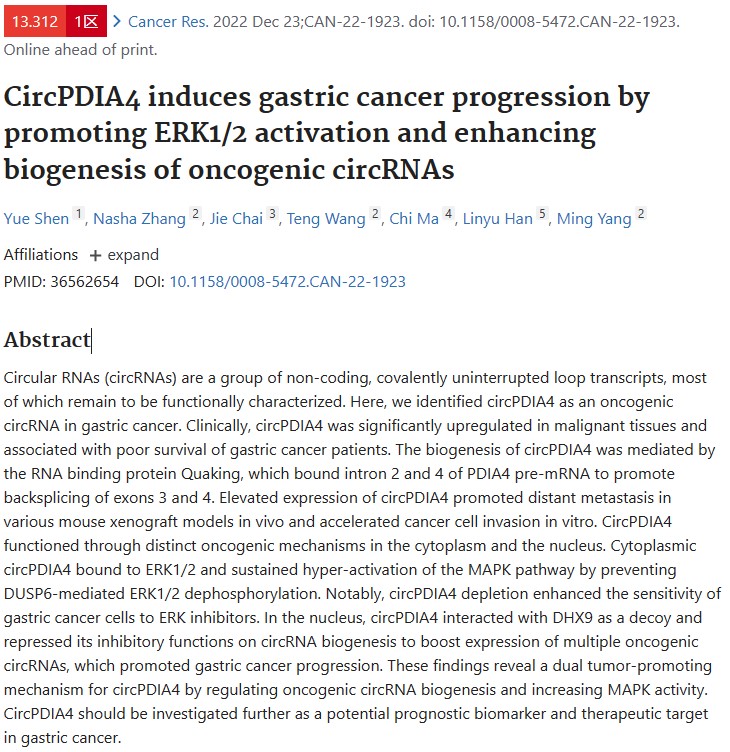 13.312 1区 > Cancer Res. 2022 Dec 23;CAN-22-1923. doi: 10.1158/0008-5472.CAN-22-1923.
Online ahead of print.
CircPDIA4 induces gastric cancer progression by
promoting ERK1/2 activation and enhancing
biogenesis of oncogenic circRNAs
Yue Shen 1, Nasha Zhang 2, Jie Chai 3, Teng Wang 2, Chi Ma 4, Linyu Han 5, Ming Yang 2
Affiliations + expand
PMID: 36562654 DOI: 10.1158/0008-5472.CAN-22-1923
Abstract
Circular RNAs (circRNAs) are a group of non-coding, covalently uninterrupted loop transcripts, most
of which remain to be functionally characterized. Here, we identified circPDIA4 as an oncogenic
circRNA in gastric cancer. Clinically, circPDIA4 was significantly upregulated in malignant tissues and
associated with poor survival of gastric cancer patients. The biogenesis of circPDIA4 was mediated by
the RNA binding protein Quaking, which bound intron 2 and 4 of PDIA4 pre-mRNA to promote
backsplicing of exons 3 and 4. Elevated expression of circPDIA4 promoted distant metastasis in
various mouse xenograft models in vivo and accelerated cancer cell invasion in vitro. CircPDIA4
functioned through distinct oncogenic mechanisms in the cytoplasm and the nucleus. Cytoplasmic
circPDIA4 bound to ERK1/2 and sustained hyper-activation of the MAPK pathway by preventing
DUSP6-mediated ERK1/2 dephosphorylation. Notably, circPDIA4 depletion enhanced the sensitivity of
gastric cancer cells to ERK inhibitors. In the nucleus, circPDIA4 interacted with DHX9 as a decoy and
repressed its inhibitory functions on circRNA biogenesis to boost expression of multiple oncogenic
circRNAs, which promoted gastric cancer progression. These findings reveal a dual tumor-promoting
mechanism for circPDIA4 by regulating oncogenic circRNA biogenesis and increasing MAPK activity.
CircPDIA4 should be investigated further as a potential prognostic biomarker and therapeutic target
in gastric cancer.